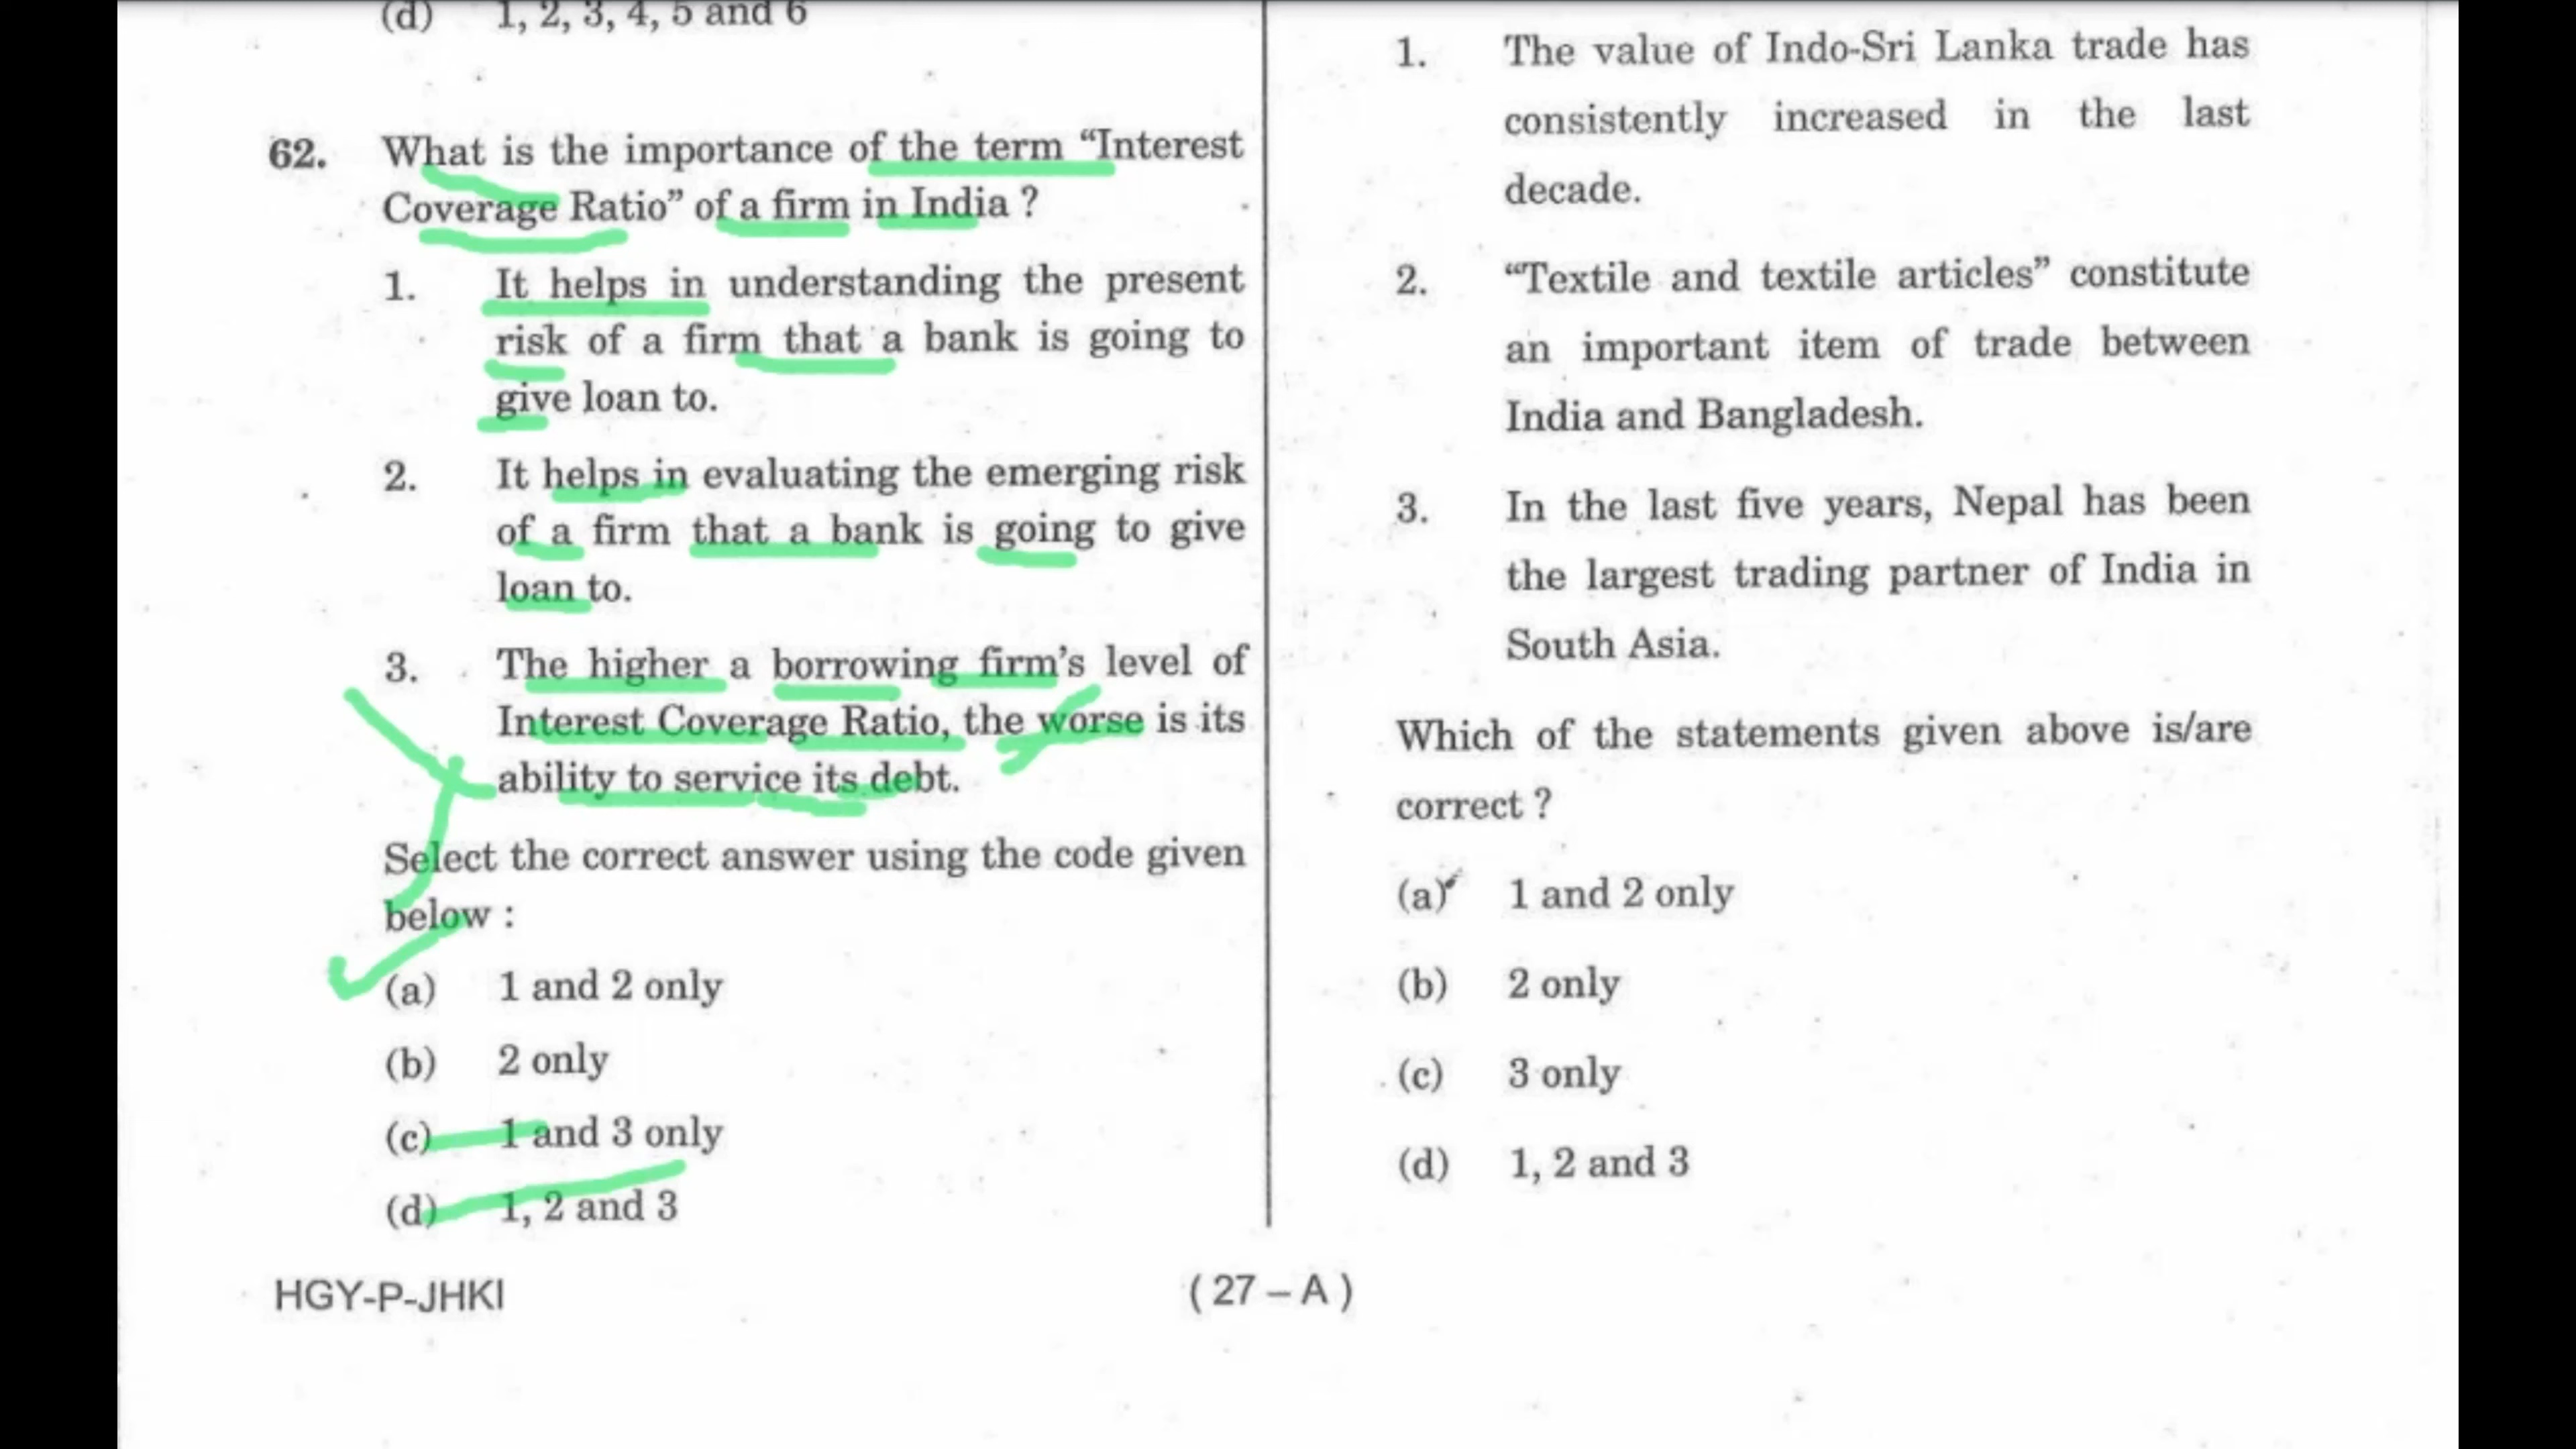 (d) 1, 2, 3, 4, 5 and 6
62. What is the importance of the term “Interest
Coverage Ratio” of a firm in India ?
1. It helps in understanding the present
risk of a firm that a bank is going to
give loan to.
2. It helps in evaluating the emerging risk
of a firm that a bank is going to give
loan to.
3. The higher a borrowing firm’s level of
Interest Coverage Ratio, the worse is its
ability to service its debt.
Select the correct answer using the code given
below :
(a) 1 and 2 only
(b) 2 only
(c) 1 and 3 only
(d) 1, 2 and 3
1. The value of Indo-Sri Lanka trade has
consistently increased in the last
decade.
2. “Textile and textile articles” constitute
an important item of trade between
India and Bangladesh.
3. In the last five years, Nepal has been
the largest trading partner of India in
South Asia.
Which of the statements given above is/are
correct ?
(a) 1 and 2 only
(b) 2 only
(c) 3 only
(d) 1, 2 and 3
HGY-P-JHKI
( 27 – A )